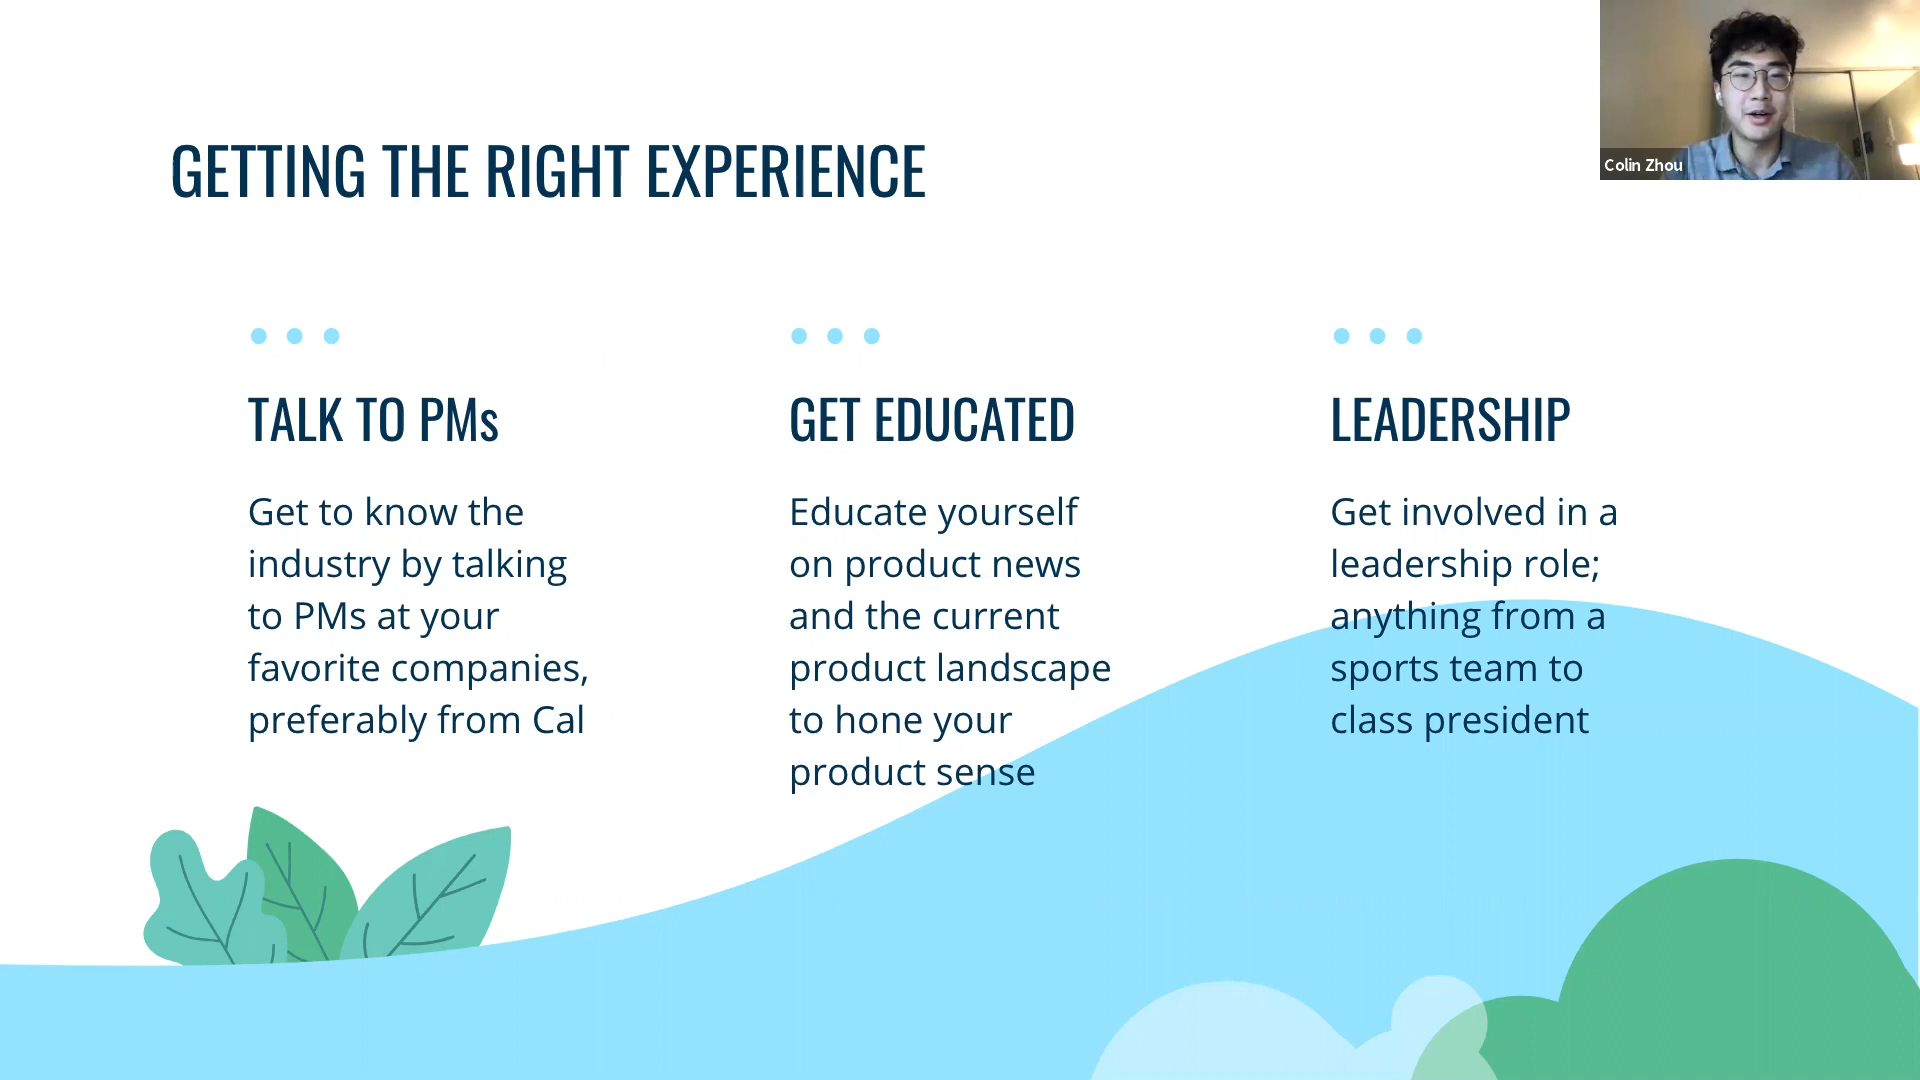 GETTING THE RIGHT EXPERIENCE
Colin Zhou
TALK TO PMs
Get to know the
industry by talking
to PMs at your
favorite companies,
preferably from Cal
GET EDUCATED
Educate yourself
on product news
and the current
product landscape
to hone your
product sense
LEADERSHIP
Get involved in a
leadership role;
anything from a
sports team to
class president